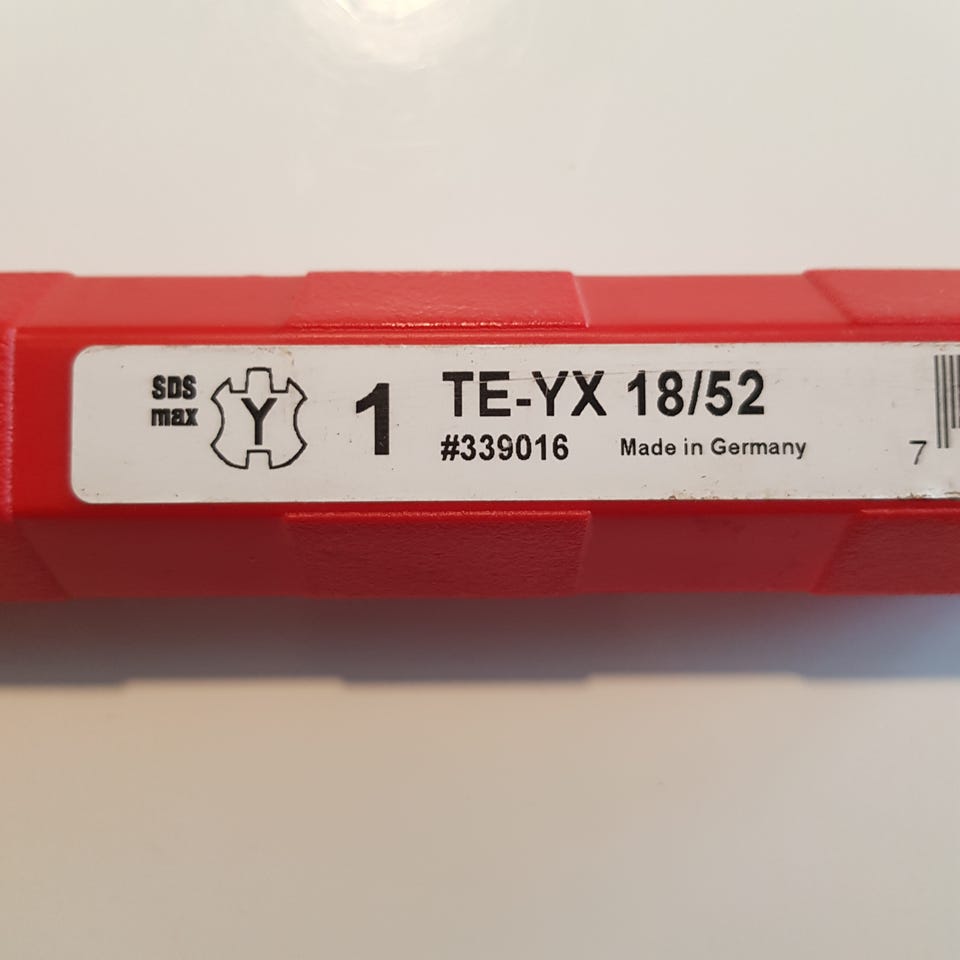 SDS
max
Y
1
TE-YX 18/52
#339016
Made in Germany
7